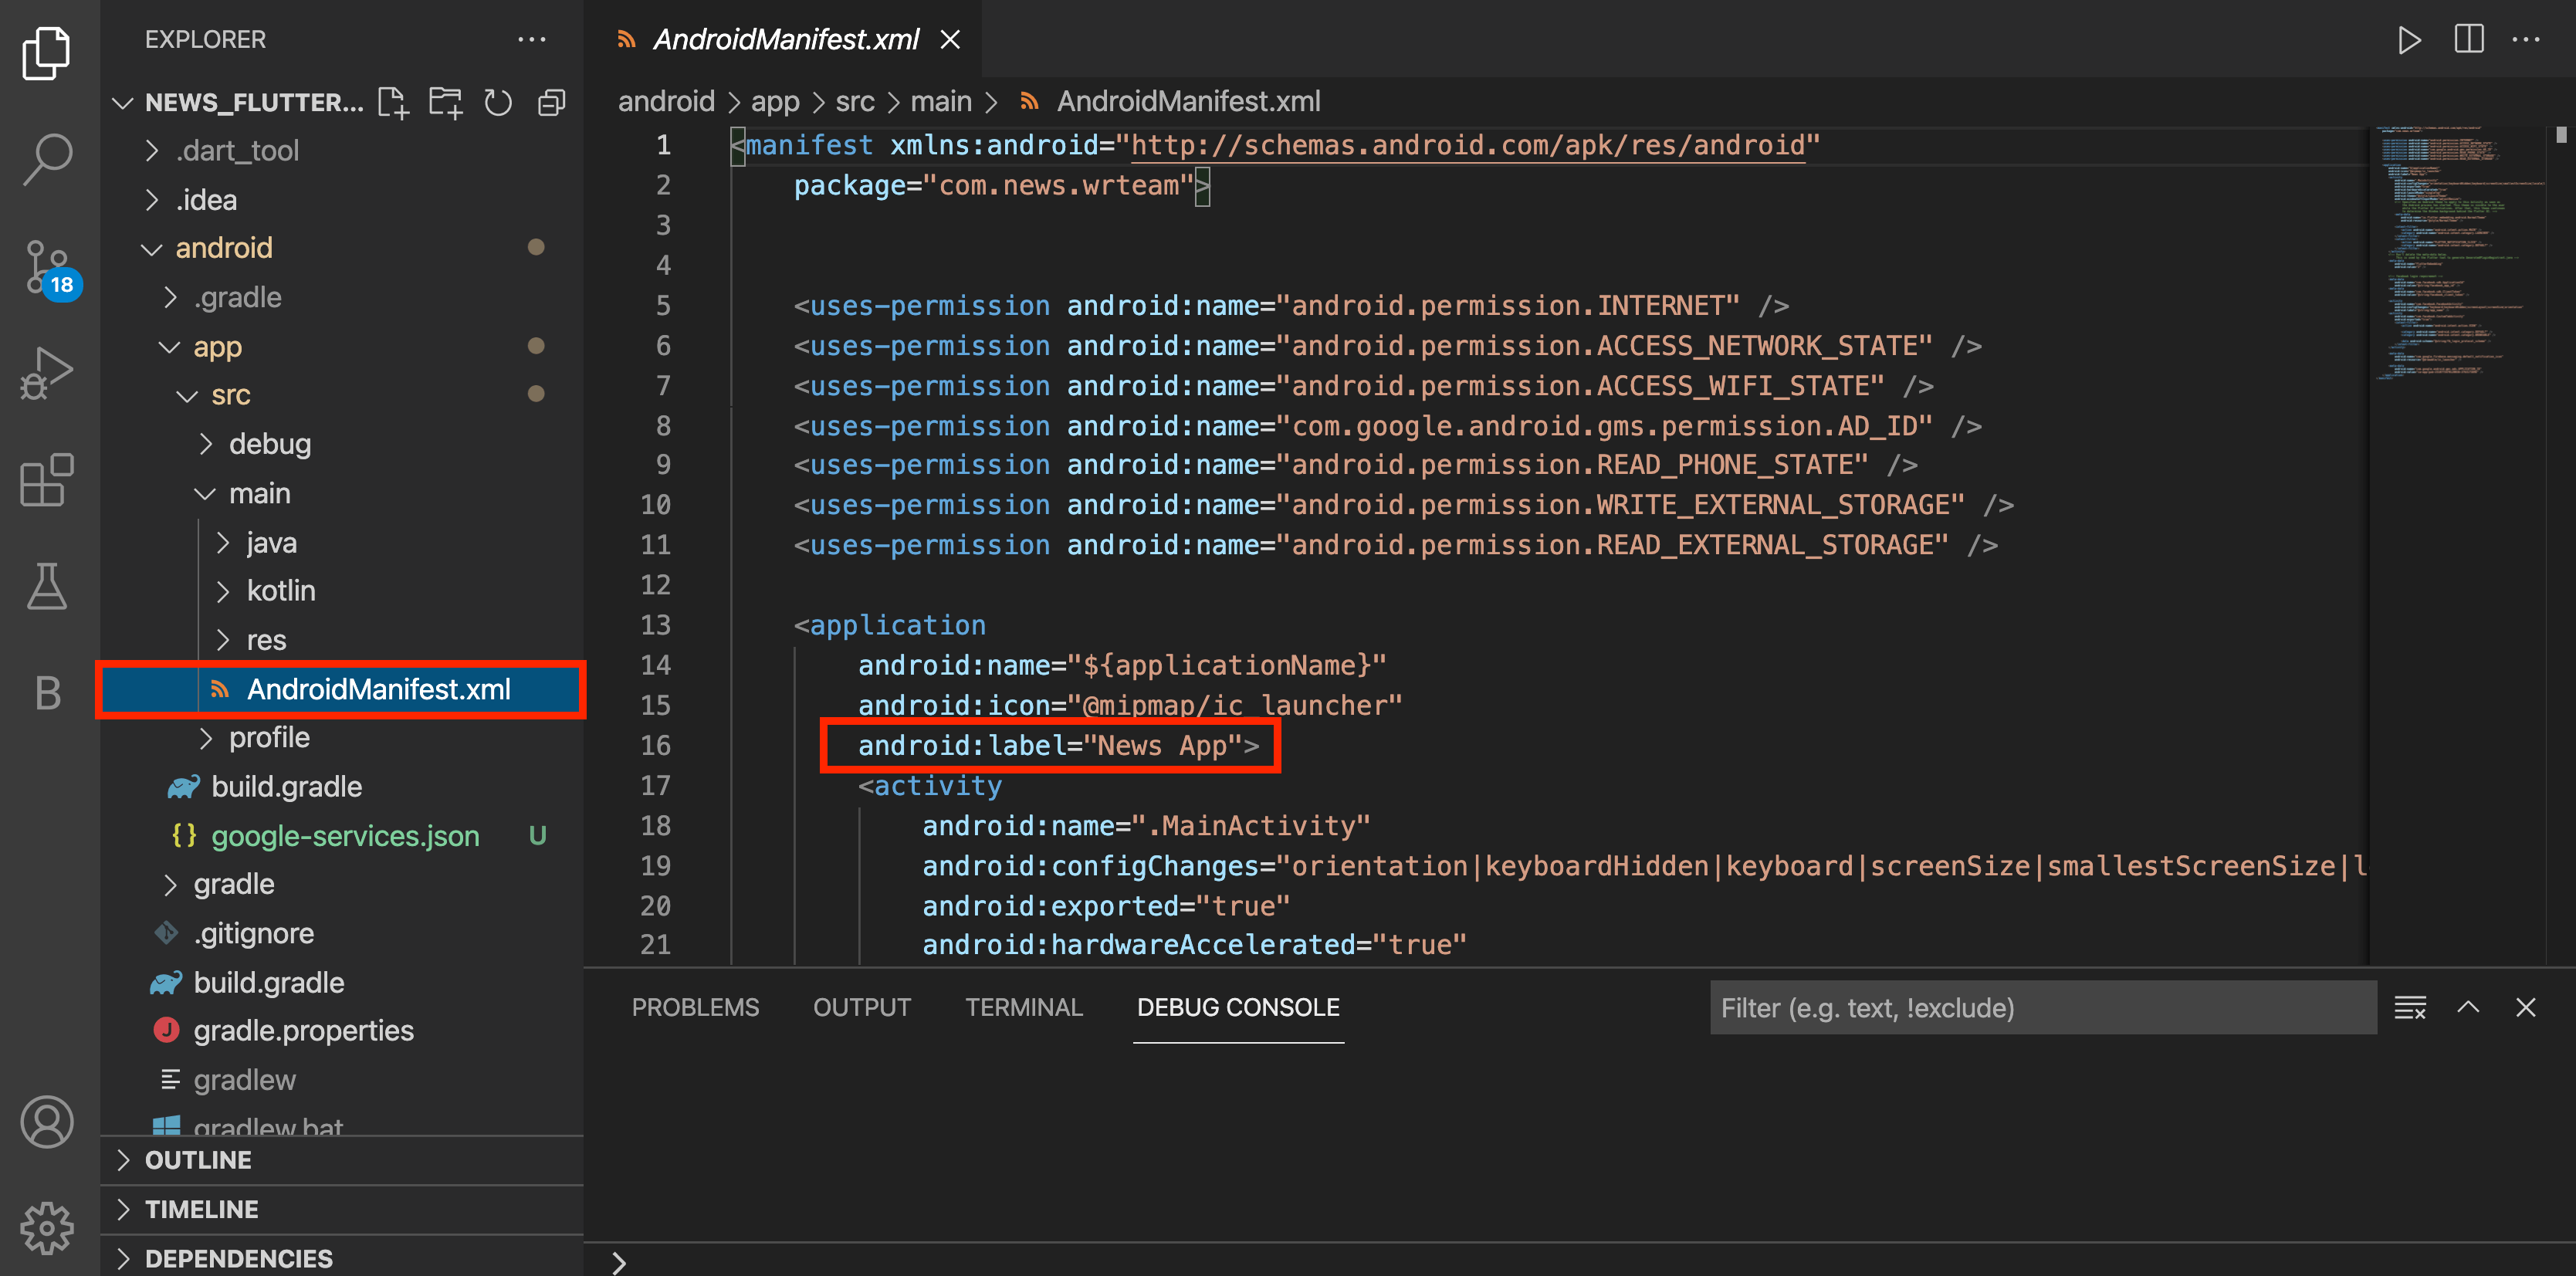 EXPLORER
NEWS_FLUTTER...
.dart_tool
.idea
android
.gradle
app
src
debug
main
java
kotlin
res
AndroidManifest.xml
profile
build.gradle
google-services.json U
gradle
.gitignore
build.gradle
gradle.properties
gradlew
gradlew.bat
OUTLINE
TIMELINE
DEPENDENCIES
18
B
J
AndroidManifest.xml
android > app > src > main > AndroidManifest.xml
1 <manifest xmlns:android="http://schemas.android.com/apk/res/android"
2 package="com.news.wrteam">
3
4
5 <uses-permission android:name="android.permission.INTERNET" />
6 <uses-permission android:name="android.permission.ACCESS_NETWORK_STATE" />
7 <uses-permission android:name="android.permission.ACCESS_WIFI_STATE" />
8 <uses-permission android:name="com.google.android.gms.permission.AD_ID" />
9 <uses-permission android:name="android.permission.READ_PHONE_STATE" />
10 <uses-permission android:name="android.permission.WRITE_EXTERNAL_STORAGE" />
11 <uses-permission android:name="android.permission.READ_EXTERNAL_STORAGE" />
12
13 <application
14 android:name="${applicationName}"
15 android:icon="@mipmap/ic_launcher"
16 android:label="News App">
17 <activity
18 android:name=".MainActivity"
19 android:configChanges="orientation|keyboardHidden|keyboard|screenSize|smallestScreenSize|l
20 android:exported="true"
21 android:hardwareAccelerated="true"
PROBLEMS OUTPUT TERMINAL DEBUG CONSOLE Filter (e.g. text, !exclude)